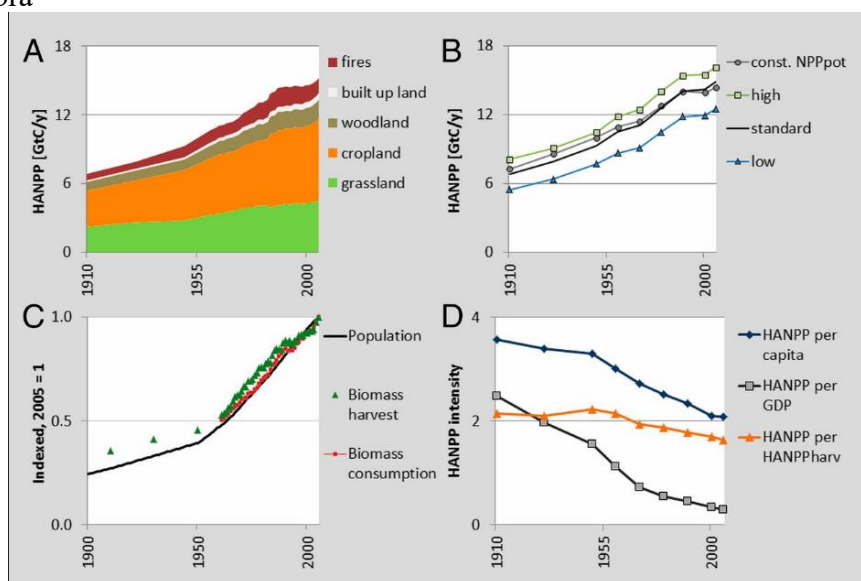 A
18
12
6
0
HANPP [GtC/y]
1910
1955
2000
fires
built up land
woodland
cropland
grassland
B
18
12
6
0
HANPP [GtC/y]
1910
1955
2000
const. NPPpot
high
standard
low
C
1.0
0.5
0.0
Indexed, 2005 = 1
1900
1950
2000
Population
Biomass
harvest
Biomass
consumption
D
4
2
0
HANPP intensity
1910
1955
2000
HANPP per
capita
HANPP per
GDP
HANPP per
HANPPharv